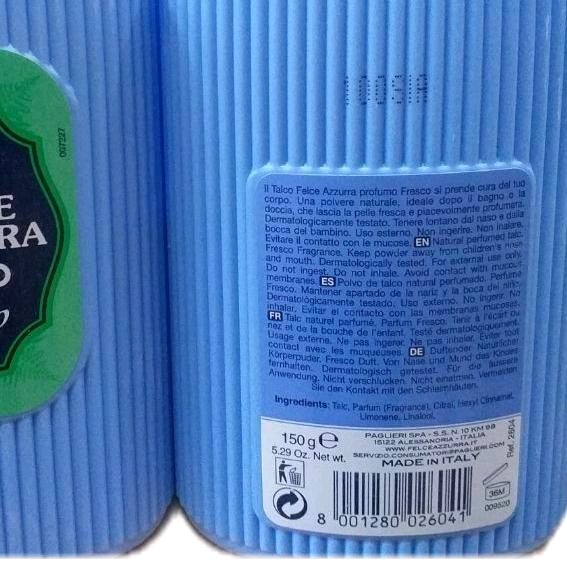 E
RA
O
007227
Il Talco Felce Azzurra profumo Fresco si prende cura del tuo
corpo. Una polvere naturale, ideale dopo il bagno o la
doccia, che lascia la pelle fresca e piacevolmente profumata.
Dermatologicamente testato. Tenere lontano dal naso e dalla
bocca del bambino. Uso esterno. Non ingerire. Non inalare.
Evitare il contatto con le mucose. EN Natural perfumed talc.
Fresco Fragrance. Keep powder away from children's nose
and mouth. Dermatologically tested. For external use only.
Do not ingest. Do not inhale. Avoid contact with mucous
membranes. ES Polvo de talco natural perfumado. Perfume
Fresco. Mantener apartado de la nariz y la boca del niño.
Dermatológicamente testado. Uso externo. No ingerir. No
inhalar. Evitar el contacto con las membranas mucosas.
FR Talc naturel parfumé. Parfum Fresco. Tenir à l'écart du
nez et de la bouche de l'enfant. Testé dermatologiquement.
Usage externe. Ne pas ingérer. Ne pas inhaler. Eviter tout
contact avec les muqueuses. DE Duftender Natürlicher
Körperpuder. Fresco Duft. Von Nase und Mund des Kindes
fernhalten. Dermatologisch getestet. Für die äussere
Anwendung. Nicht verschlucken. Nicht einatmen. Vermeiden
Sie den Kontakt mit den Schleimhäuten.
Ingredients: Talc, Parfum (Fragrance), Citral, Hexyl Cinnamal,
Limonene, Linalool.
150 g e
5.29 Oz. Net wt.
PAGLIERI SPA - S.S. N. 10 KM 98
15122 ALESSANDRIA - ITALIA
WWW.FELCEAZZURRA.IT
SERVIZIO.CONSUMATORI@PAGLIERI.COM
MADE IN ITALY
Ref. 2604
36M
009520
8 001280 026041